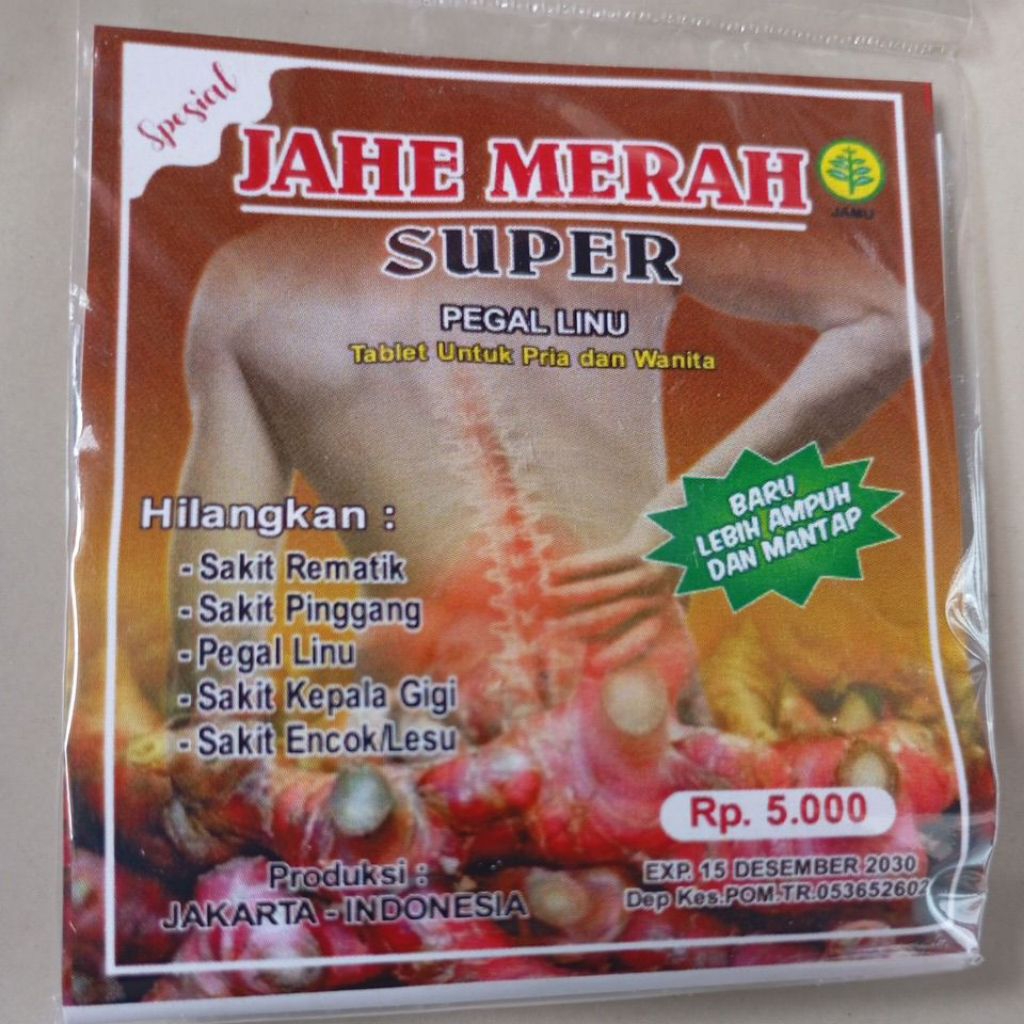 Spesial
JAHE MERAH
JAMU
SUPER
PEGAL LINU
Tablet Untuk Pria dan Wanita
BARU
LEBIH AMPUH
DAN MANTAP
Hilangkan :
- Sakit Rematik
- Sakit Pinggang
- Pegal Linu
- Sakit Kepala Gigi
- Sakit Encok/Lesu
Rp. 5.000
Produksi :
JAKARTA - INDONESIA
EXP. 15 DESEMBER 2030
Dep Kes.POM.TR.053652602